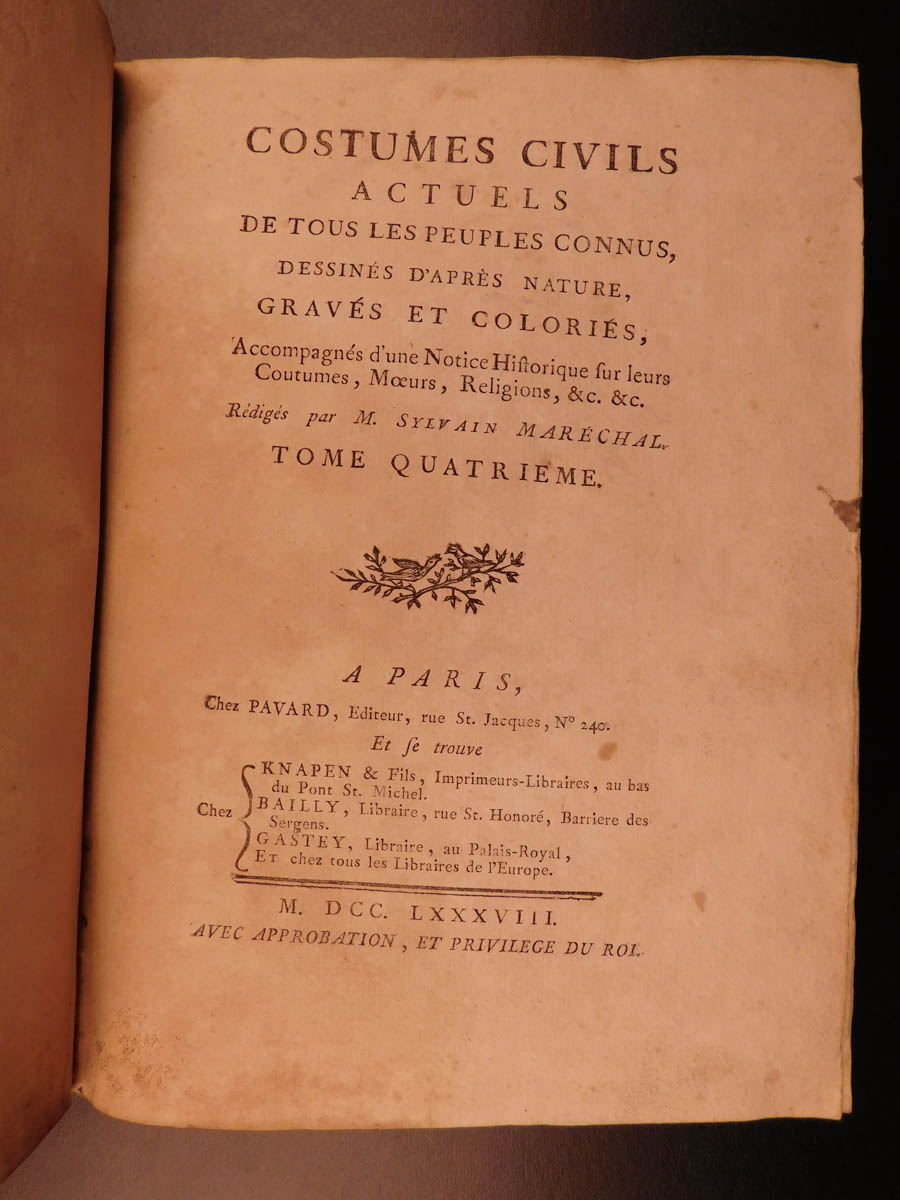 COSTUMES CIVILS
ACTUELS
DE TOUS LES PEUPLES CONNUS,
DESSINÉS D'APRÈS NATURE,
GRAVÉS ET COLORIÉS,
Accompagnés d'une Notice Hiſtorique ſur leurs
Coutumes, Mœurs, Religions, &c. &c.
Rédigés par M. SYLVAIN MARÉCHAL.
TOME QUATRIEME.
A PARIS,
Chez PAVARD, Editeur, rue St. Jacques, N° 240.
Et ſe trouve
Chez
KNAPEN & Fils, Imprimeurs-Libraires, au bas
du Pont St. Michel.
BAILLY, Libraire, rue St. Honoré, Barriere des
Sergens.
GASTEY, Libraire, au Palais-Royal,
ET chez tous les Libraires de l'Europe.
M. DCC. LXXXVIII.
AVEC APPROBATION, ET PRIVILEGE DU ROI.